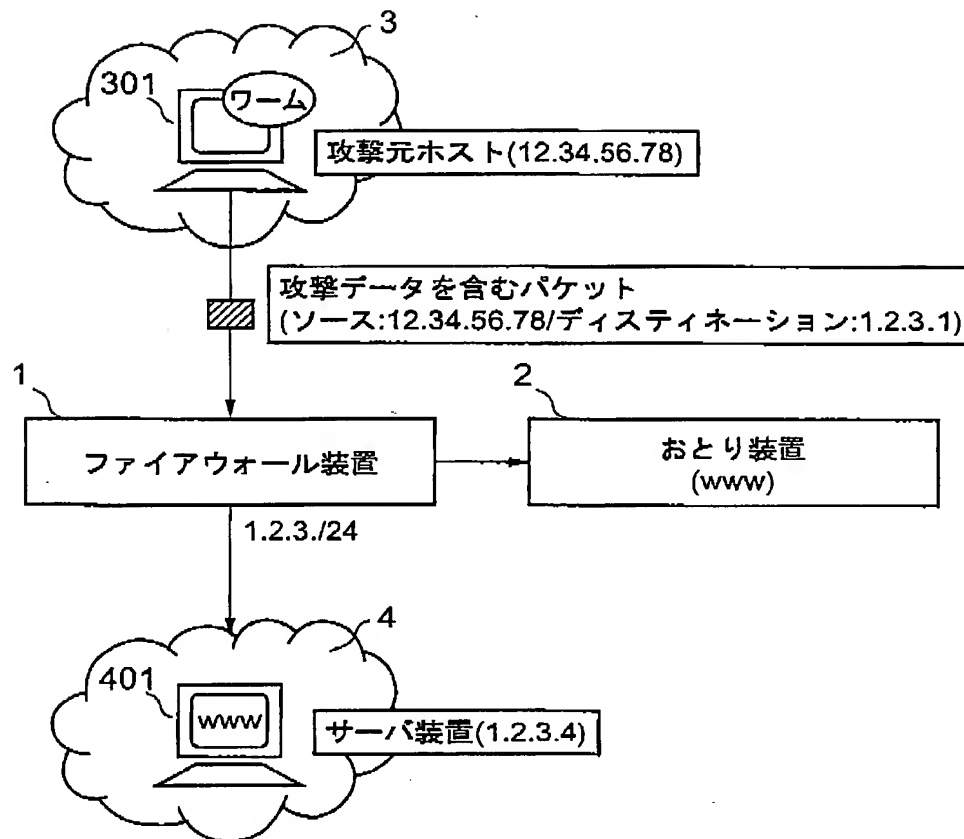 3
301
ワーム
攻撃元ホスト(12.34.56.78)
攻撃データを含むパケット
(ソース:12.34.56.78/ディスティネーション:1.2.3.1)
1
2
ファイアウォール装置
おとり装置
(www)
1.2.3./24
4
401
www
サーバ装置(1.2.3.4)